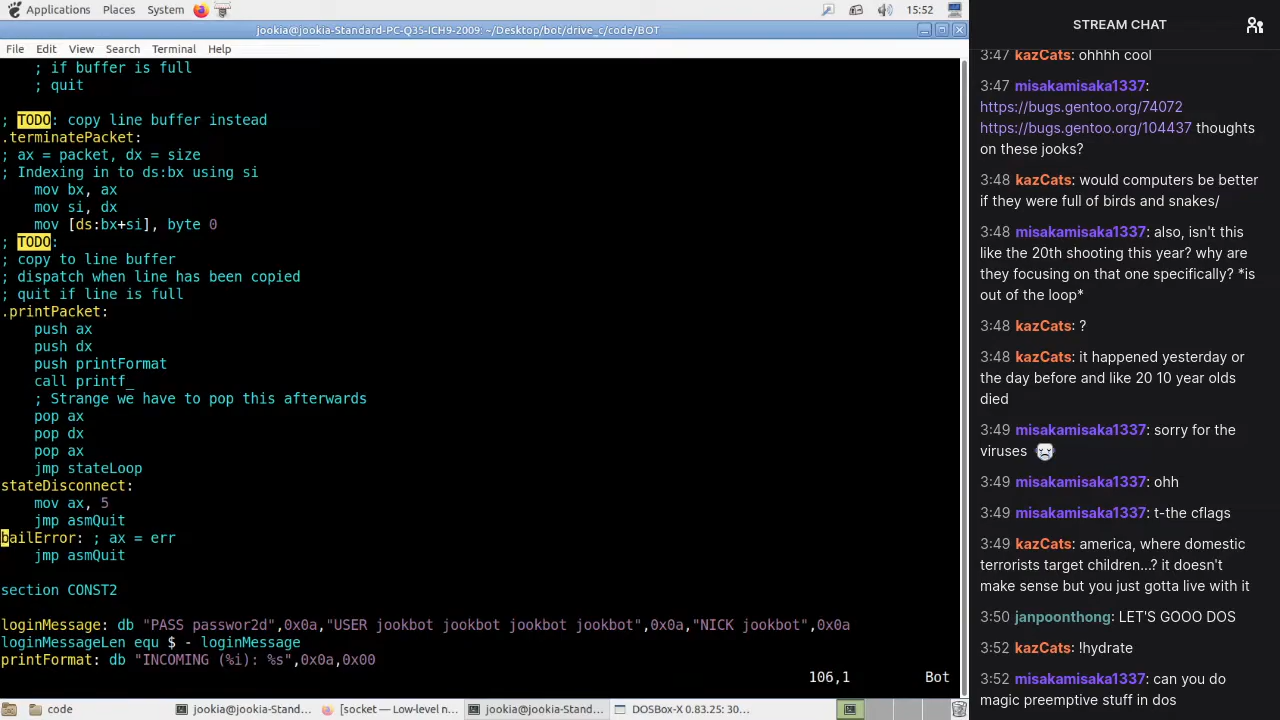 Applications Places System 15:52
jookia@jookia-Standard-PC-Q35-ICH9-2009: ~/Desktop/bot/drive_c/code/BOT
File Edit View Search Terminal Help
; if buffer is full
; quit
; TODO: copy line buffer instead
.terminatePacket:
; ax = packet, dx = size
; Indexing in to ds:bx using si
mov bx, ax
mov si, dx
mov [ds:bx+si], byte 0
; TODO:
; copy to line buffer
; dispatch when line has been copied
; quit if line is full
.printPacket:
push ax
push dx
push printFormat
call printf_
; Strange we have to pop this afterwards
pop ax
pop dx
pop ax
jmp stateLoop
stateDisconnect:
mov ax, 5
jmp asmQuit
bailError: ; ax = err
jmp asmQuit
section CONST2
loginMessage: db "PASS passwor2d",0x0a,"USER jookbot jookbot jookbot jookbot",0x0a,"NICK jookbot",0x0a
loginMessageLen equ $ - loginMessage
printFormat: db "INCOMING (%i): %s",0x0a,0x00
106,1 Bot
code jookia@jookia-Stand... [socket — Low-level n... jookia@jookia-Stand... DOSBox-X 0.83.25: 30...
STREAM CHAT
3:47 kazCats: ohhhh cool
3:47 misakamisaka1337:
https://bugs.gentoo.org/74072
https://bugs.gentoo.org/104437 thoughts
on these jooks?
3:48 kazCats: would computers be better
if they were full of birds and snakes/
3:48 misakamisaka1337: also, isn't this
like the 20th shooting this year? why are
they focusing on that one specifically? *is
out of the loop*
3:48 kazCats: ?
3:48 kazCats: it happened yesterday or
the day before and like 20 10 year olds
died
3:49 misakamisaka1337: sorry for the
viruses
3:49 misakamisaka1337: ohh
3:49 misakamisaka1337: t-the cflags
3:49 kazCats: america, where domestic
terrorists target children...? it doesn't
make sense but you just gotta live with it
3:50 janpoonthong: LET'S GOOO DOS
3:52 kazCats: !hydrate
3:52 misakamisaka1337: can you do
magic preemptive stuff in dos